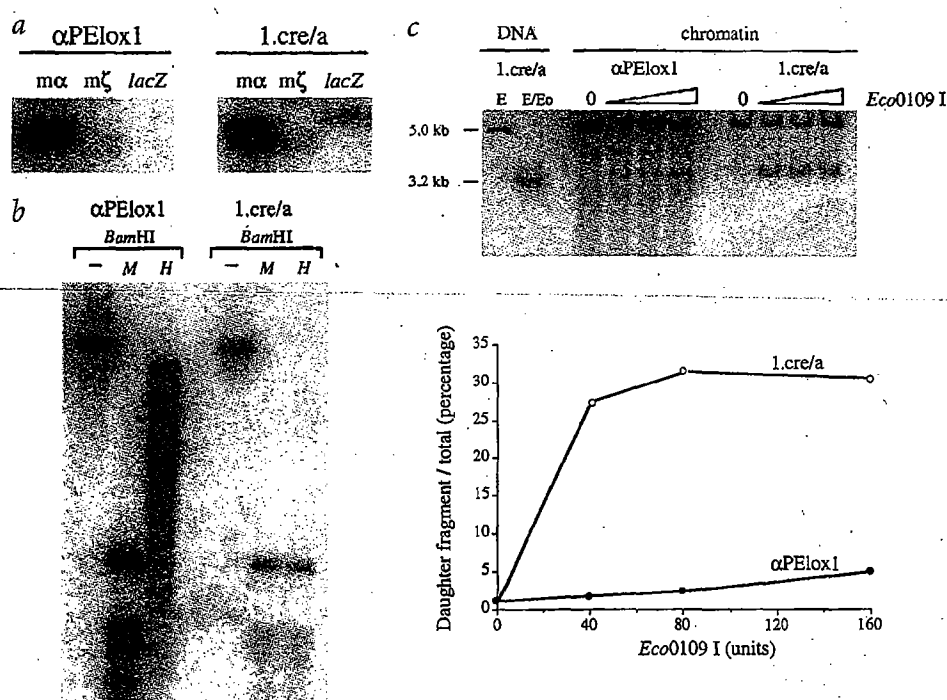 a
αPElox1 1.cre/a
mα mζ lacZ mα mζ lacZ
b
αPElox1 1.cre/a
BamHI BamHI
– M H – M H
c
DNA chromatin
1.cre/a αPElox1 1.cre/a
E E/Eo 0 0 Eco0109 I
5.0 kb
3.2 kb
Daughter fragment / total (percentage)
35
30
25
20
15
10
5
0
1.cre/a
αPElox1
0 40 80 120 160
Eco0109 I (units)